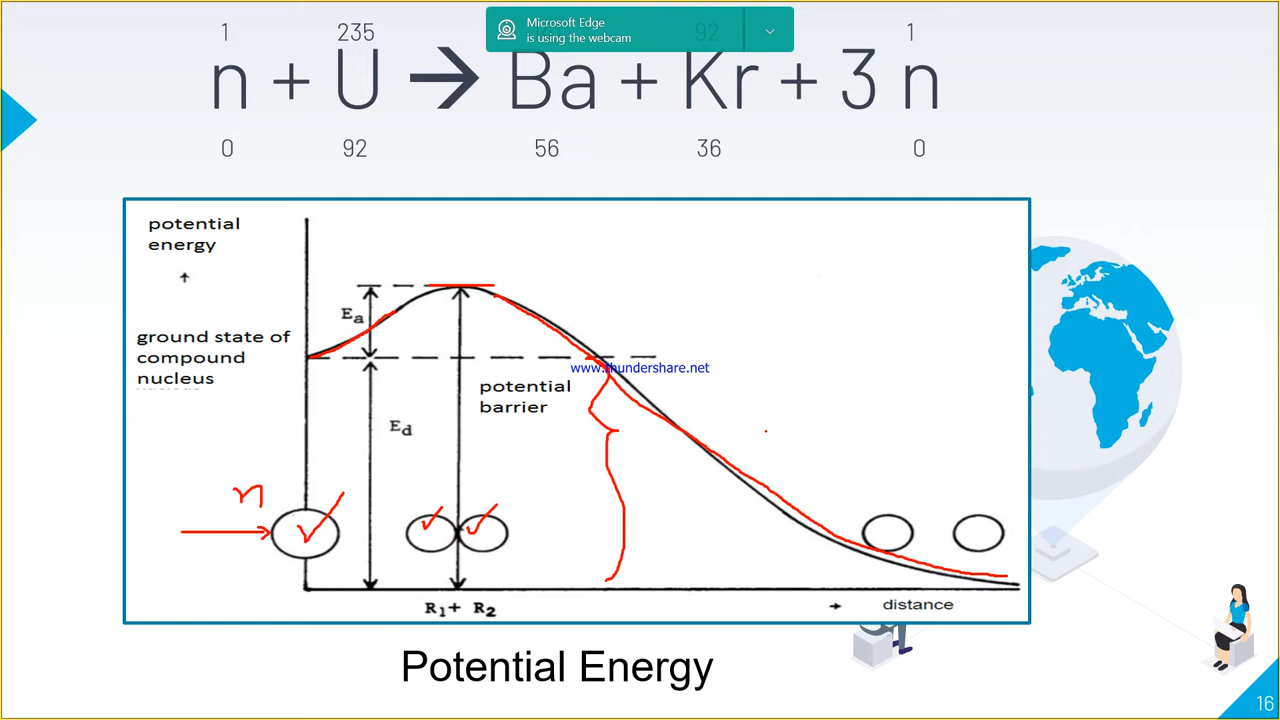 Microsoft Edge
is using the webcam
1 235 92 1
n + U → Ba + Kr + 3 n
0 92 56 36 0
potential
energy
↑
Ea
ground state of
compound
nucleus
www.thundershare.net
potential
barrier
Ed
n
R1 + R2
→ distance
Potential Energy
16